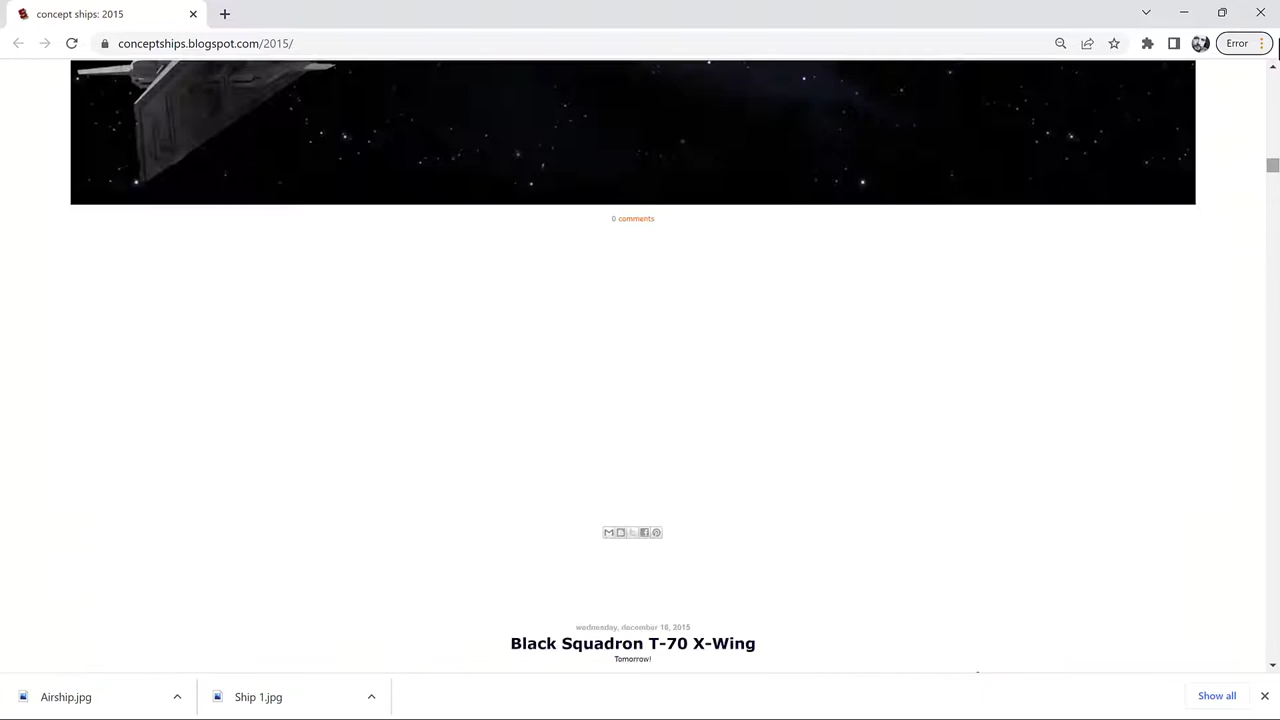 concept ships: 2015
conceptships.blogspot.com/2015/
Error
0 comments
wednesday, december 16, 2015
Black Squadron T-70 X-Wing
Tomorrow!
Airship.jpg
Ship 1.jpg
Show all